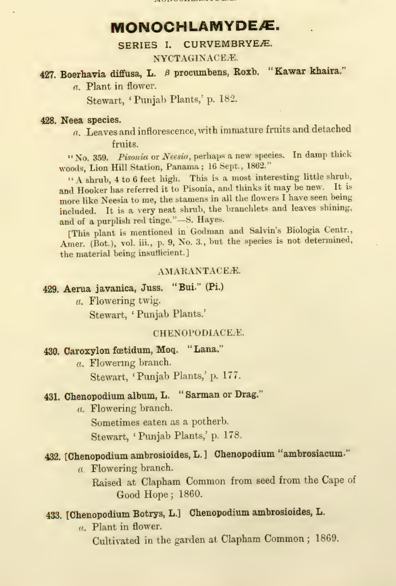 MONOCHLAMYDEÆ.
SERIES I. CURVEMBRYEÆ.
NYCTAGINACEÆ.
427. Boerhavia diffusa, L. β procumbens, Roxb. "Kawar khaira."
a. Plant in flower.
Stewart, 'Punjab Plants,' p. 182.
428. Neea species.
a. Leaves and inflorescence, with immature fruits and detached
fruits.
"No. 359. Pisonia or Neesia, perhaps a new species. In damp thick
woods, Lion Hill Station, Panama; 16 Sept., 1862."
"A shrub, 4 to 6 feet high. This is a most interesting little shrub,
and Hooker has referred it to Pisonia, and thinks it may be new. It is
more like Neesia to me, the stamens in all the flowers I have seen being
included. It is a very neat shrub, the branchlets and leaves shining,
and of a purplish red tinge."—S. Hayes.
[This plant is mentioned in Godman and Salvin's Biologia Centr.,
Amer. (Bot.), vol. iii., p. 9, No. 3., but the species is not determined,
the material being insufficient.]
AMARANTACEÆ.
429. Aerua javanica, Juss. "Bui." (Pi.)
a. Flowering twig.
Stewart, 'Punjab Plants.'
CHENOPODIACEÆ.
430. Caroxylon fœtidum, Moq. "Lana."
a. Flowering branch.
Stewart, 'Punjab Plants,' p. 177.
431. Chenopodium album, L. "Sarman or Drag."
a. Flowering branch.
Sometimes eaten as a potherb.
Stewart, 'Punjab Plants,' p. 178.
432. [Chenopodium ambrosioides, L.] Chenopodium "ambrosiacum."
a. Flowering branch.
Raised at Clapham Common from seed from the Cape of
Good Hope; 1860.
433. [Chenopodium Botrys, L.] Chenopodium ambrosioides, L.
a. Plant in flower.
Cultivated in the garden at Clapham Common; 1869.